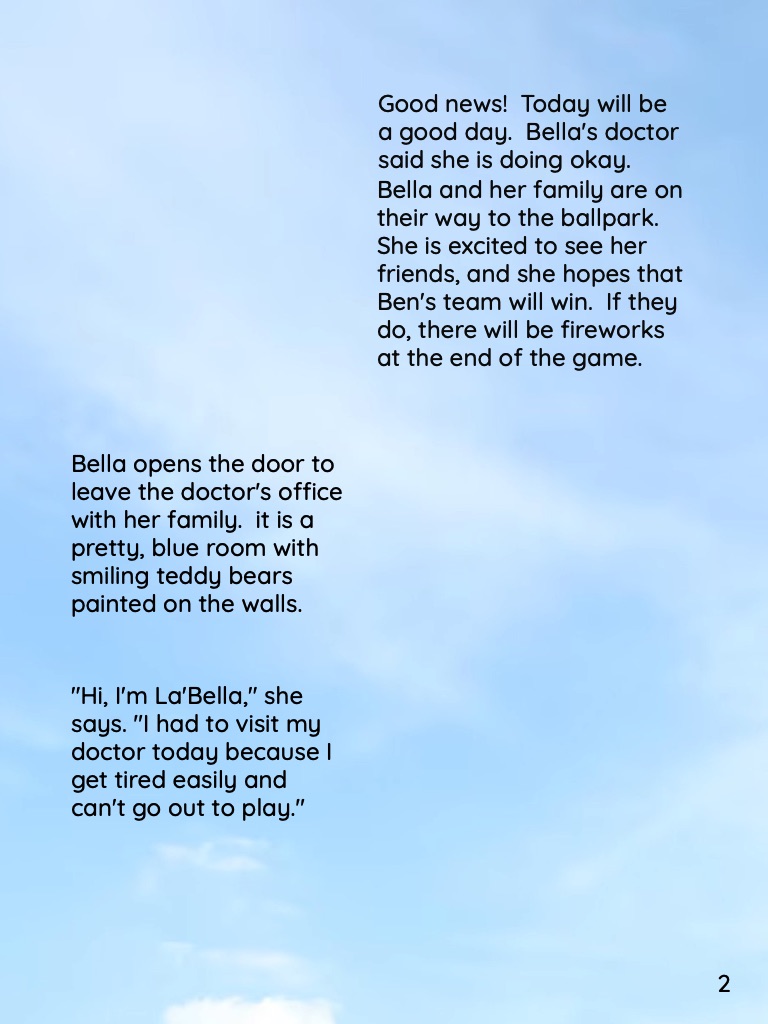 Good news!  Today will be
a good day.  Bella's doctor
said she is doing okay.
Bella and her family are on
their way to the ballpark.
She is excited to see her
friends, and she hopes that
Ben's team will win.  If they
do, there will be fireworks
at the end of the game.
Bella opens the door to
leave the doctor's office
with her family.  it is a
pretty, blue room with
smiling teddy bears
painted on the walls.
"Hi, I'm La'Bella," she
says. "I had to visit my
doctor today because I
get tired easily and
can't go out to play."
2